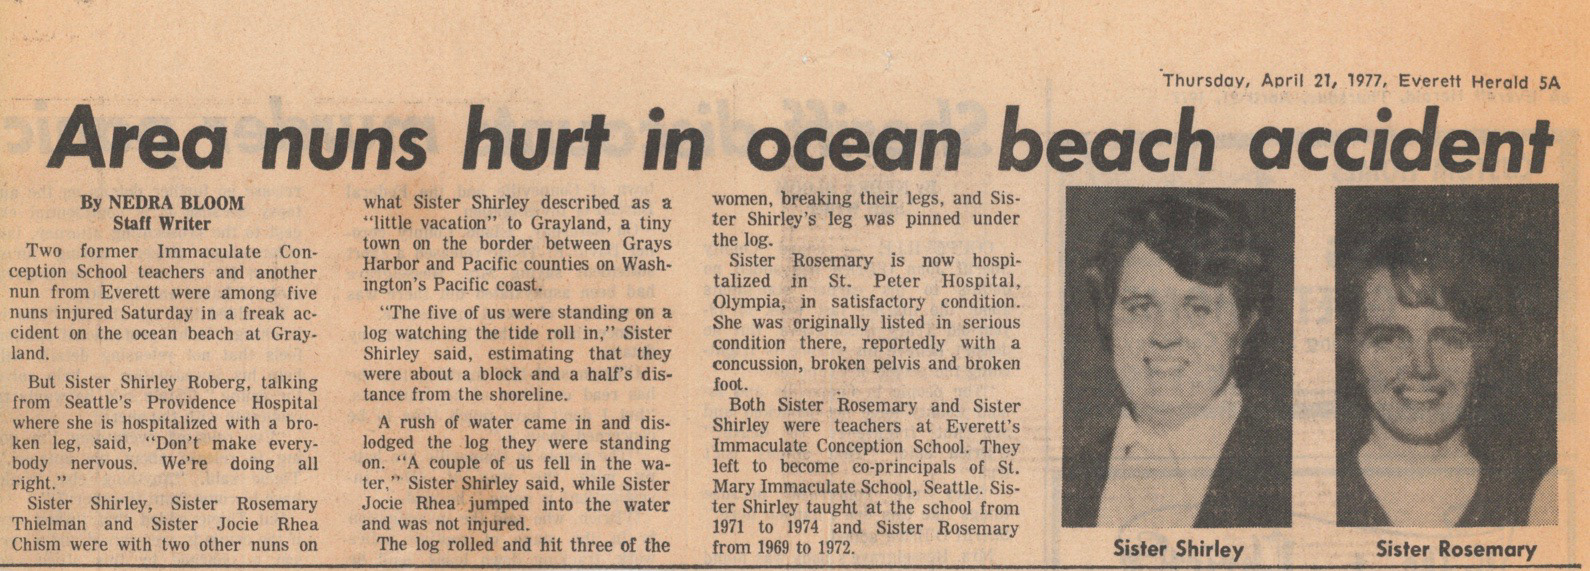 Thursday, April 21, 1977, Everett Herald 5A
Area nuns hurt in ocean beach accident
By NEDRA BLOOM
Staff Writer
Two former Immaculate Con-
ception School teachers and another
nun from Everett were among five
nuns injured Saturday in a freak ac-
cident on the ocean beach at Gray-
land.
But Sister Shirley Roberg, talking
from Seattle's Providence Hospital
where she is hospitalized with a bro-
ken leg, said, "Don't make every-
body nervous. We're doing all
right."
Sister Shirley, Sister Rosemary
Thielman and Sister Jocie Rhea
Chism were with two other nuns on
what Sister Shirley described as a
"little vacation" to Grayland, a tiny
town on the border between Grays
Harbor and Pacific counties on Wash-
ington's Pacific coast.
"The five of us were standing on a
log watching the tide roll in," Sister
Shirley said, estimating that they
were about a block and a half's dis-
tance from the shoreline.
A rush of water came in and dis-
lodged the log they were standing
on. "A couple of us fell in the wa-
ter," Sister Shirley said, while Sister
Jocie Rhea jumped into the water
and was not injured.
The log rolled and hit three of the
women, breaking their legs, and Sis-
ter Shirley's leg was pinned under
the log.
Sister Rosemary is now hospi-
talized in St. Peter Hospital,
Olympia, in satisfactory condition.
She was originally listed in serious
condition there, reportedly with a
concussion, broken pelvis and broken
foot.
Both Sister Rosemary and Sister
Shirley were teachers at Everett's
Immaculate Conception School. They
left to become co-principals of St.
Mary Immaculate School, Seattle. Sis-
ter Shirley taught at the school from
1971 to 1974 and Sister Rosemary
from 1969 to 1972.
Sister Shirley
Sister Rosemary